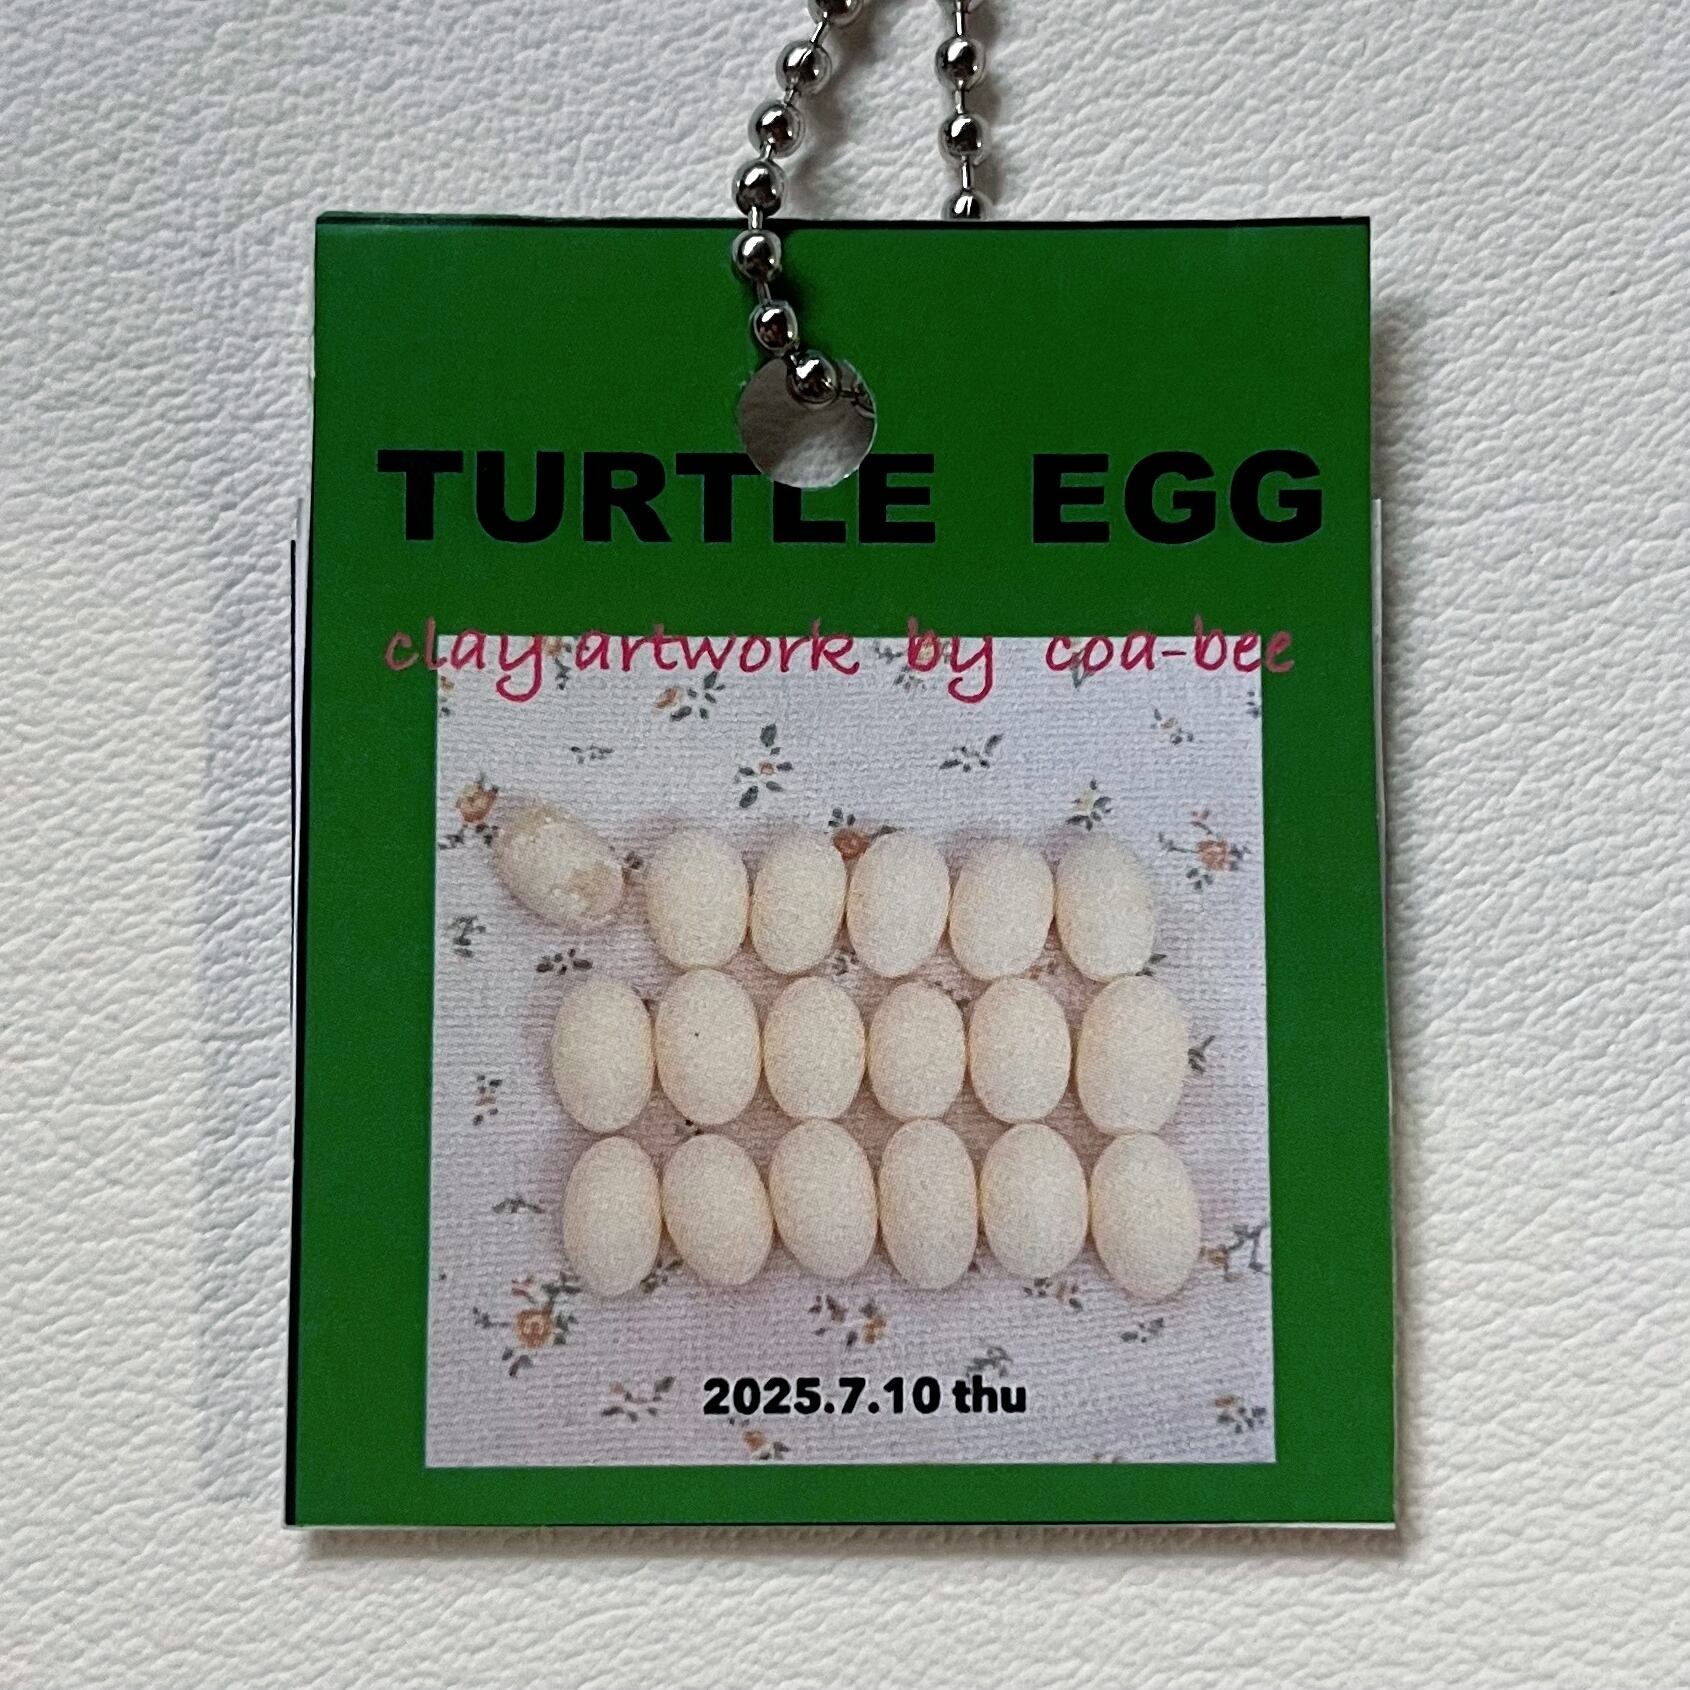 TURTLE EGG
clay artwork by coa-bee
2025.7.10 thu